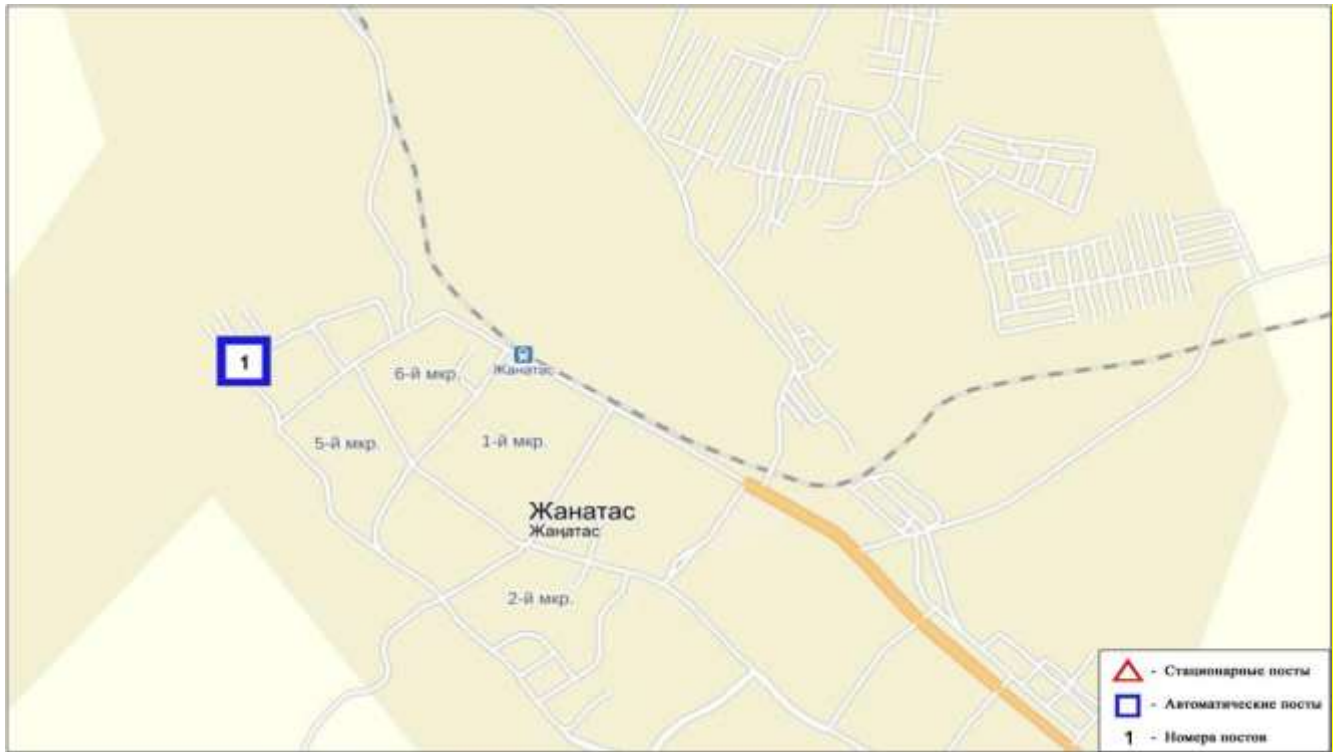 1
Жанатас
6-й мкр.
5-й мкр.
1-й мкр.
Жанатас
Жаңатас
2-й мкр.
- Стационарные посты
- Автоматические посты
1 - Номера постов